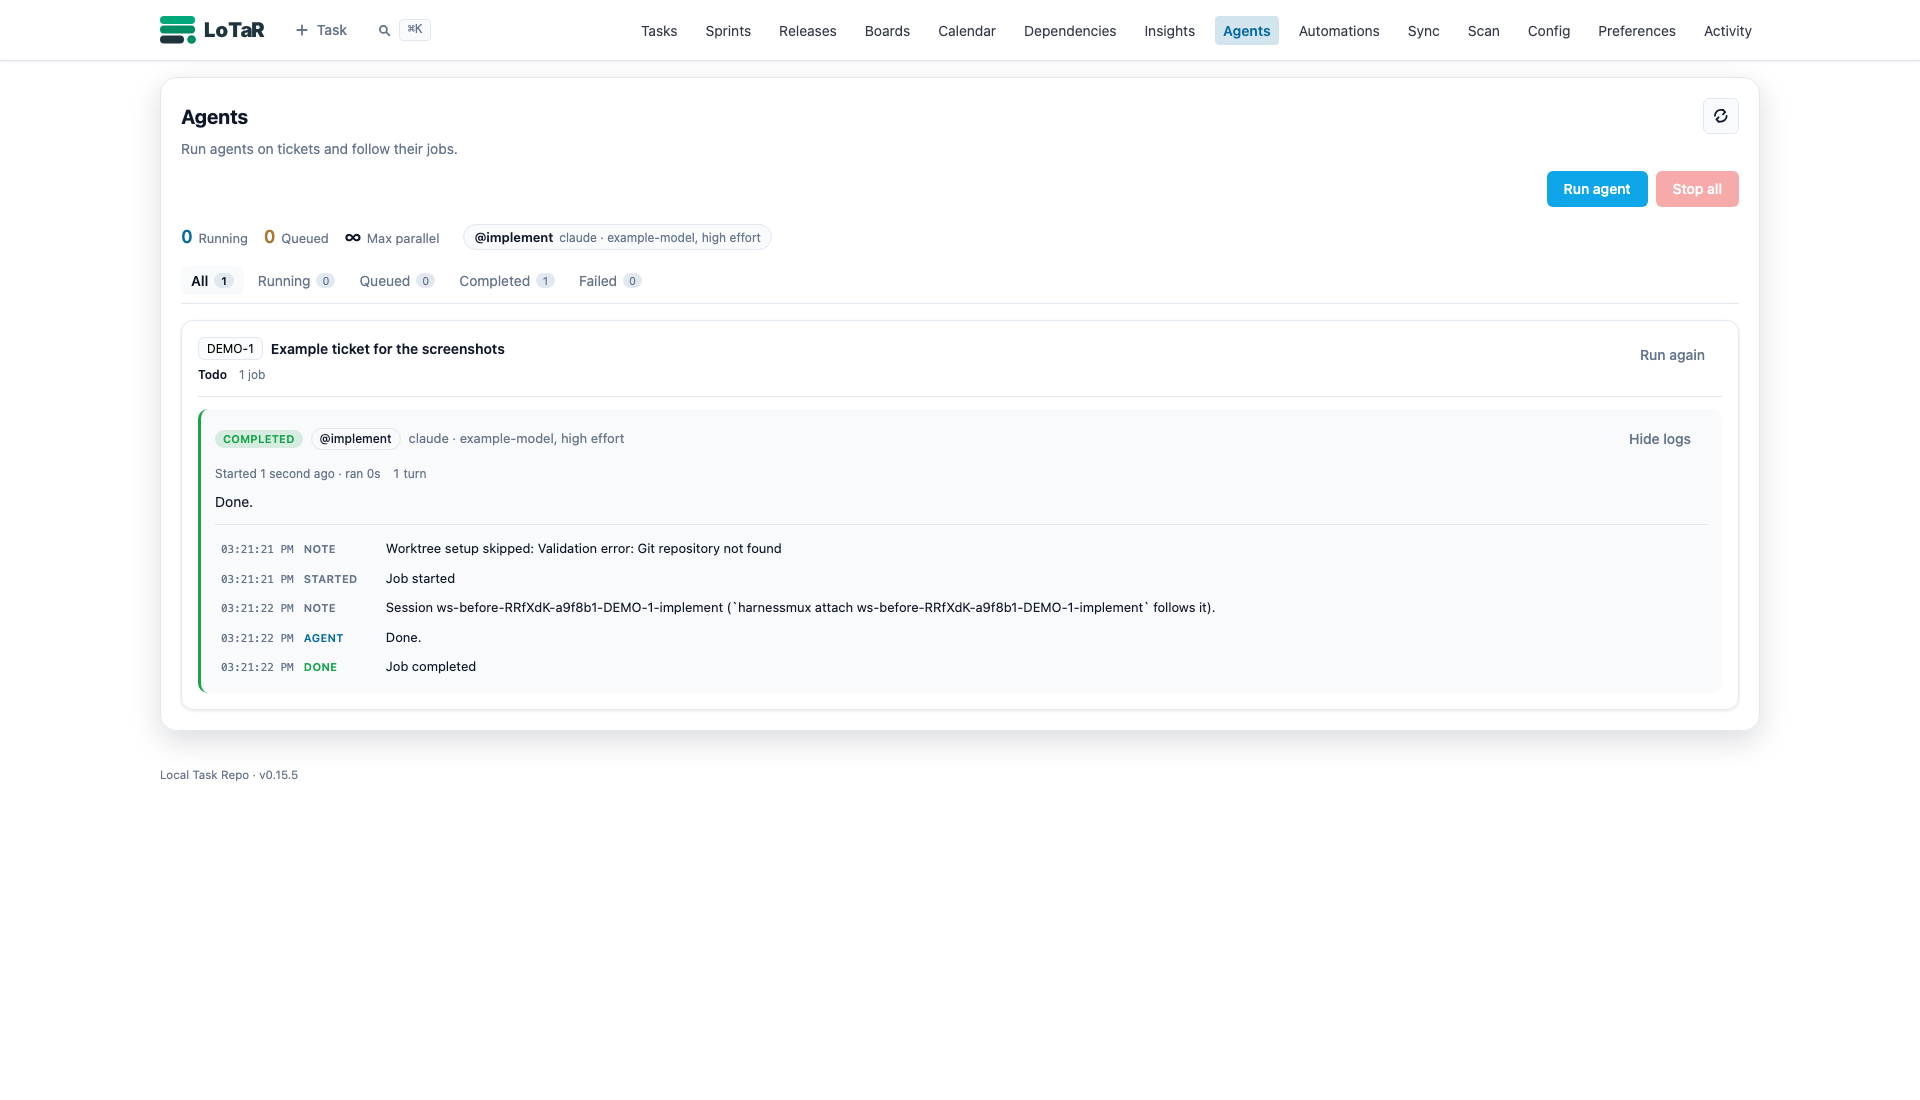 LoTaR
+ Task
⌘K
Tasks Sprints Releases Boards Calendar Dependencies Insights Agents Automations Sync Scan Config Preferences Activity
Agents
Run agents on tickets and follow their jobs.
Run agent Stop all
0 Running 0 Queued ∞ Max parallel @implement claude · example-model, high effort
All 1 Running 0 Queued 0 Completed 1 Failed 0
DEMO-1 Example ticket for the screenshots
Run again
Todo 1 job
COMPLETED @implement claude · example-model, high effort Hide logs
Started 1 second ago · ran 0s 1 turn
Done.
03:21:21 PM NOTE Worktree setup skipped: Validation error: Git repository not found
03:21:21 PM STARTED Job started
03:21:22 PM NOTE Session ws-before-RRfXdK-a9f8b1-DEMO-1-implement (`harnessmux attach ws-before-RRfXdK-a9f8b1-DEMO-1-implement` follows it).
03:21:22 PM AGENT Done.
03:21:22 PM DONE Job completed
Local Task Repo · v0.15.5